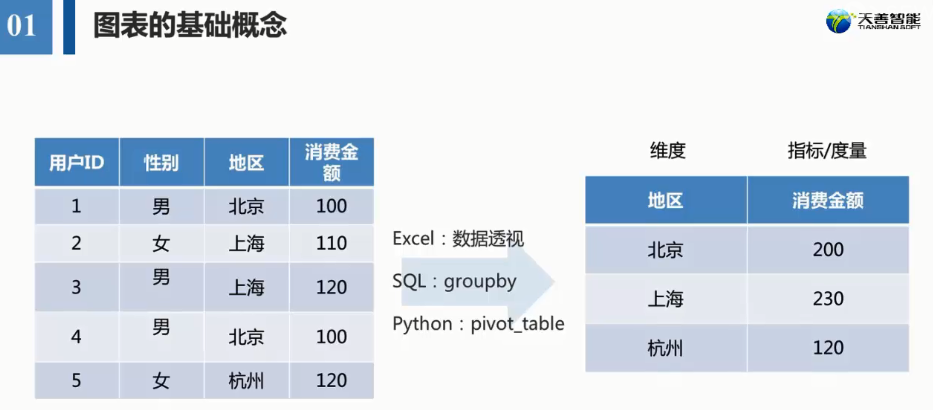 01 图表的基础概念
天善智能
TIANSHAN SOFT
用户ID 性别 地区 消费金额
1 男 北京 100
2 女 上海 110
3 男 上海 120
4 男 北京 100
5 女 杭州 120
Excel：数据透视
SQL：groupby
Python：pivot_table
维度 指标/度量
地区 消费金额
北京 200
上海 230
杭州 120